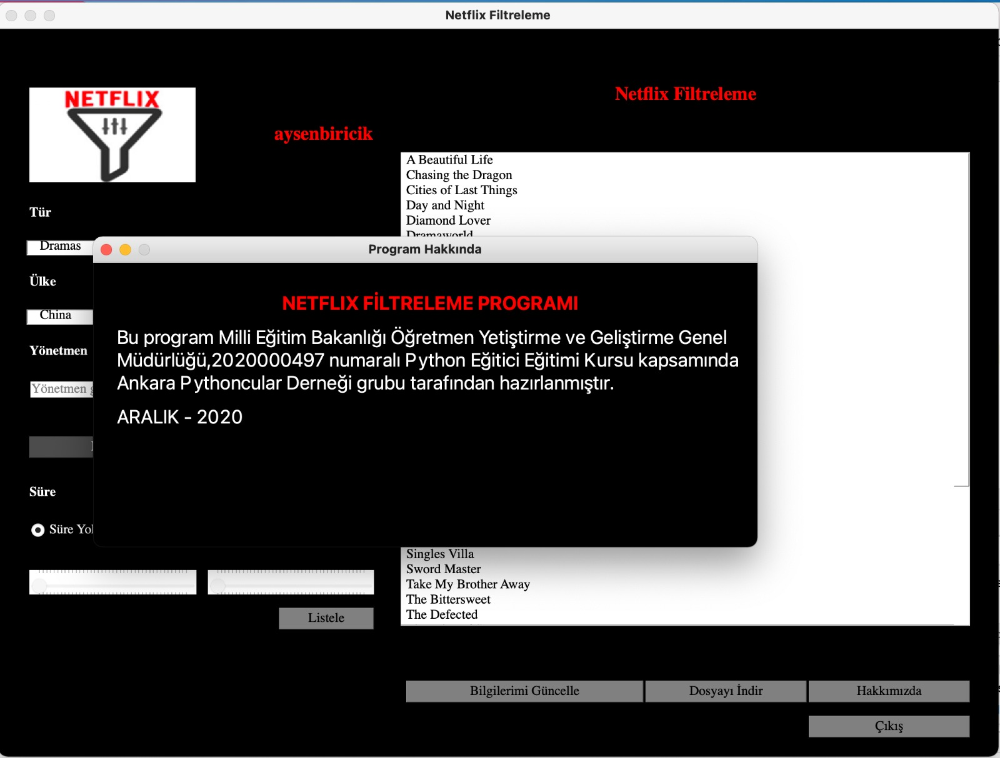 Netflix Filtreleme
NETFLIX
Netflix Filtreleme
aysenbiricik
A Beautiful Life
Chasing the Dragon
Cities of Last Things
Day and Night
Diamond Lover
Dramaworld
Tür
Dramas
Ülke
China
Yönetmen
Yönetmen
Süre
Süre
Program Hakkında
NETFLIX FİLTRELEME PROGRAMI
Bu program Milli Eğitim Bakanlığı Öğretmen Yetiştirme ve Geliştirme Genel
Müdürlüğü,2020000497 numaralı Python Eğitici Eğitimi Kursu kapsamında
Ankara Pythoncular Derneği grubu tarafından hazırlanmıştır.
ARALIK - 2020
Singles Villa
Sword Master
Take My Brother Away
The Bittersweet
The Defected
Listele
Bilgilerimi Güncelle
Dosyayı İndir
Hakkımızda
Çıkış